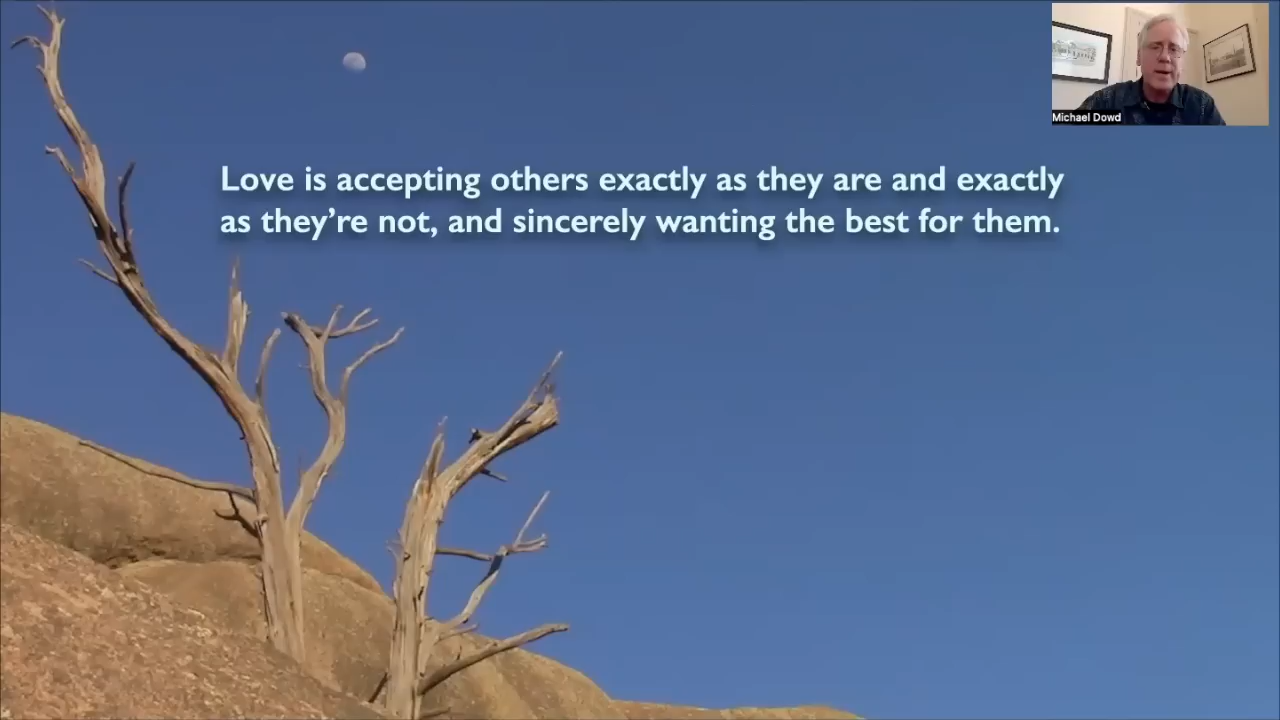 Michael Dowd
Love is accepting others exactly as they are and exactly
as they’re not, and sincerely wanting the best for them.